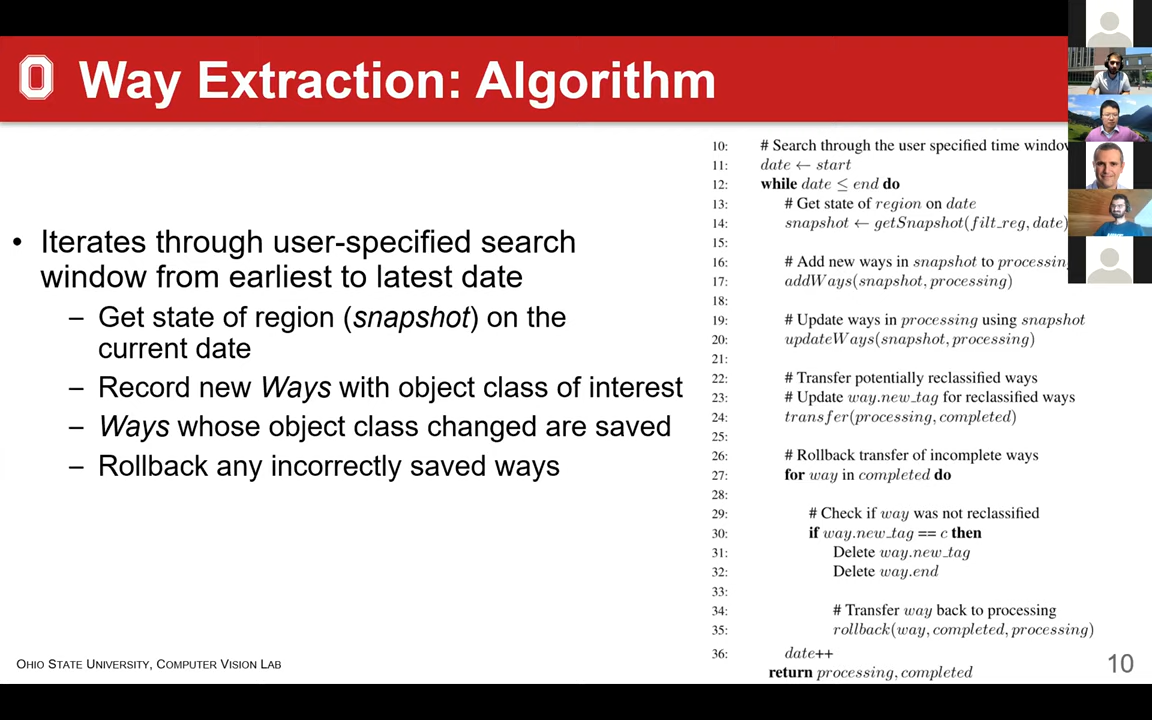 Way Extraction: Algorithm
• Iterates through user-specified search
window from earliest to latest date
– Get state of region (snapshot) on the
current date
– Record new Ways with object class of interest
– Ways whose object class changed are saved
– Rollback any incorrectly saved ways
10: # Search through the user specified time window
11: date ← start
12: while date ≤ end do
13: # Get state of region on date
14: snapshot ← getSnapshot(filt_reg, date)
15:
16: # Add new ways in snapshot to processing
17: addWays(snapshot, processing)
18:
19: # Update ways in processing using snapshot
20: updateWays(snapshot, processing)
21:
22: # Transfer potentially reclassified ways
23: # Update way.new_tag for reclassified ways
24: transfer(processing, completed)
25:
26: # Rollback transfer of incomplete ways
27: for way in completed do
28:
29: # Check if way was not reclassified
30: if way.new_tag == c then
31: Delete way.new_tag
32: Delete way.end
33:
34: # Transfer way back to processing
35: rollback(way, completed, processing)
36: date++
return processing, completed
OHIO STATE UNIVERSITY, COMPUTER VISION LAB
10